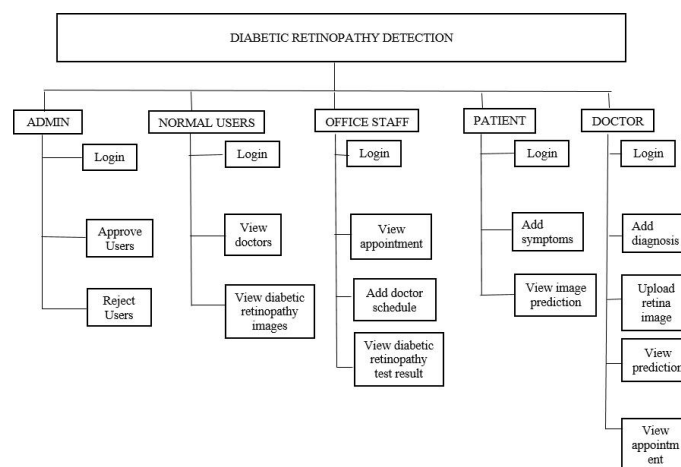 DIABETIC RETINOPATHY DETECTION
ADMIN
Login
Approve
Users
Reject
Users
NORMAL USERS
Login
View
doctors
View diabetic
retinopathy
images
OFFICE STAFF
Login
View
appointment
Add doctor
schedule
View diabetic
retinopathy
test result
PATIENT
Login
Add
symptoms
View image
prediction
DOCTOR
Login
Add
diagnosis
Upload
retina
image
View
prediction
View
appointm
ent